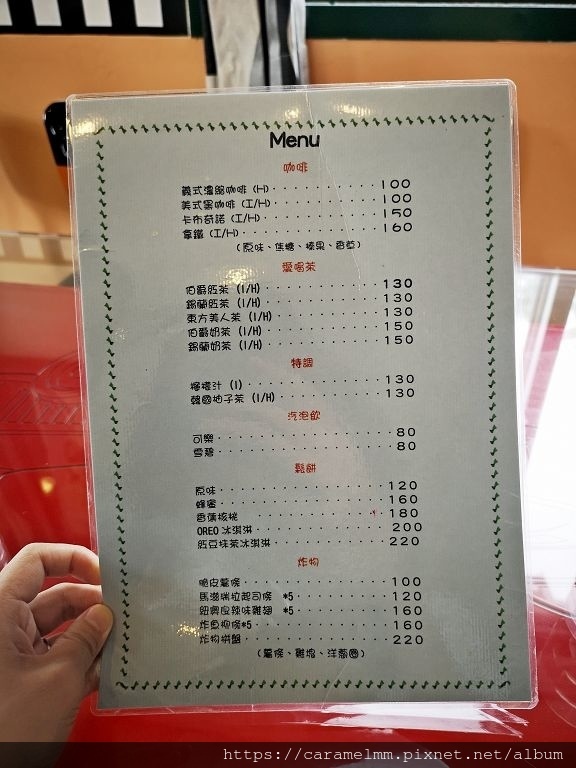 Menu
咖啡
義式濃縮咖啡 (H)············100
美式黑咖啡 (I/H)············100
卡布奇諾 (I/H)············150
拿鐵 (I/H)············160
(原味、焦糖、榛果、香草)
愛喝茶
伯爵紅茶 (I/H)············130
錫蘭紅茶 (I/H)············130
東方美人茶 (I/H)············130
伯爵奶茶 (I/H)············150
錫蘭奶茶 (I/H)············150
特調
檸檬汁 (I)············130
韓國柚子茶 (I/H)············130
汽泡飲
可樂············80
雪碧············80
鬆餅
原味············120
蜂蜜············160
香蕉核桃············180
OREO冰淇淋············200
紅豆抹茶冰淇淋············220
炸物
脆皮薯條············100
馬滋瑞拉起司條 *5············120
紐奧良辣味雞翅 *5············160
炸魚柳條*5············160
炸物拼盤············220
(薯條、雞塊、洋蔥圈)
https://caramelmm.pixnet.net/album